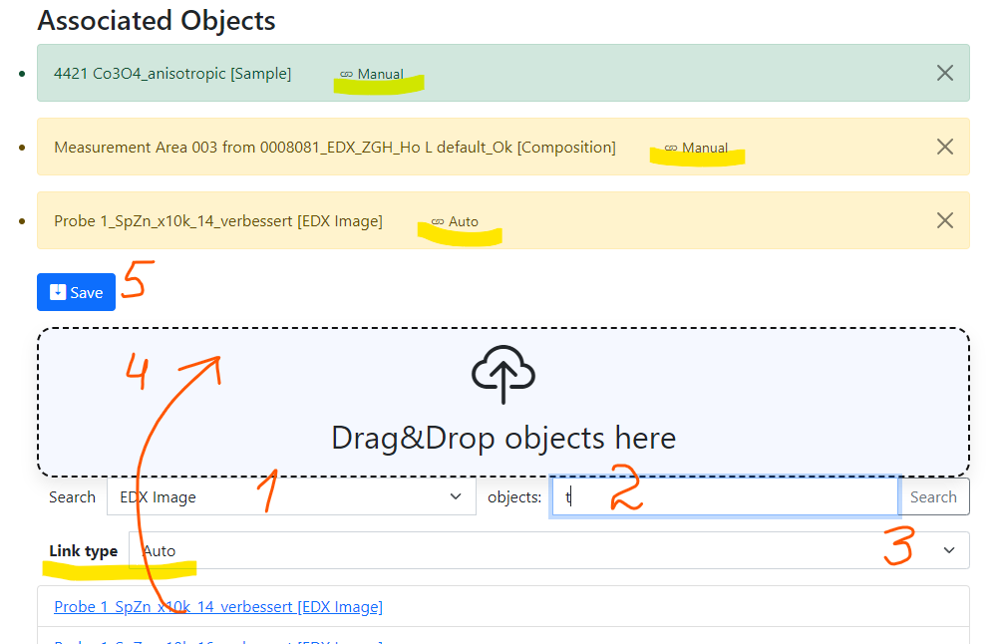 Associated Objects
4421 Co3O4_anisotropic [Sample] Manual
Measurement Area 003 from 0008081_EDX_ZGH_Ho L default_Ok [Composition] Manual
Probe 1_SpZn_x10k_14_verbessert [EDX Image] Auto
Save 5
4
Drag&Drop objects here
1 2
Search EDX Image objects: t Search
3
Link type Auto
Probe 1_SpZn_x10k_14_verbessert [EDX Image]